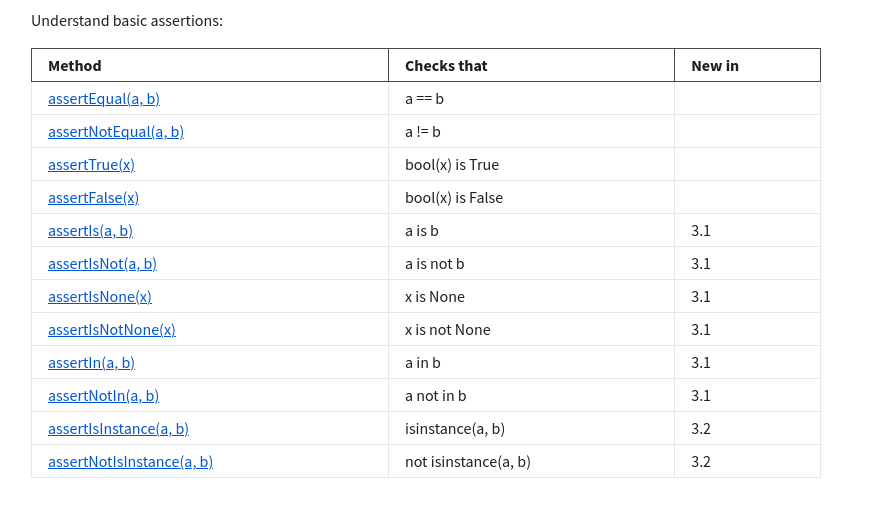 Understand basic assertions:
Method Checks that New in
assertEqual(a, b) a == b
assertNotEqual(a, b) a != b
assertTrue(x) bool(x) is True
assertFalse(x) bool(x) is False
assertIs(a, b) a is b 3.1
assertIsNot(a, b) a is not b 3.1
assertIsNone(x) x is None 3.1
assertIsNotNone(x) x is not None 3.1
assertIn(a, b) a in b 3.1
assertNotIn(a, b) a not in b 3.1
assertIsInstance(a, b) isinstance(a, b) 3.2
assertNotIsInstance(a, b) not isinstance(a, b) 3.2